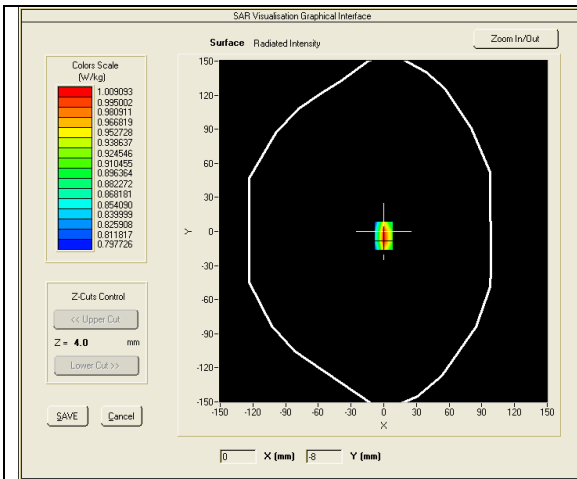 SAR Visualisation Graphical Interface
Surface Radiated Intensity
Zoom In/Out
Colors Scale
(W/kg)
1.009093
0.995002
0.980911
0.966819
0.952728
0.938637
0.924546
0.910455
0.896364
0.882272
0.868181
0.854090
0.839999
0.825908
0.811817
0.797726
Z-Cuts Control
<< Upper Cut
Z = 4.0 mm
Lower Cut >>
SAVE Cancel
150
120
90
60
30
0
-30
-60
-90
-120
-150
Y
-150 -120 -90 -60 -30 0 30 60 90 120 150
X
0 X (mm) -8 Y (mm)